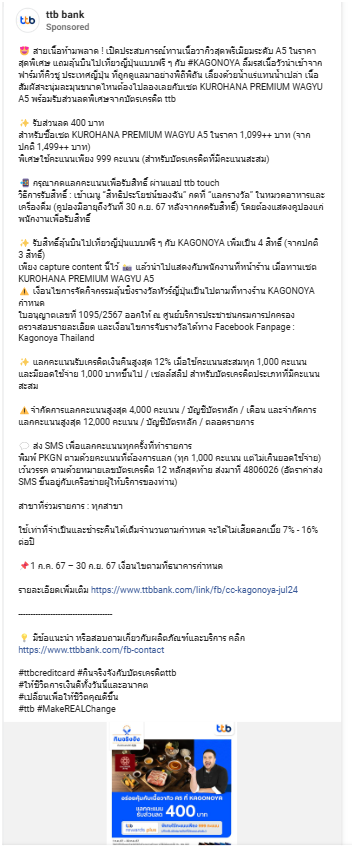 ttb bank
Sponsored
😍 สายเนื้อห้ามพลาด ! เปิดประสบการณ์ทานเนื้อวากิวสุดพรีเมียมระดับ A5 ในราคา
สุดพิเศษ แถมลุ้นบินไปเที่ยวญี่ปุ่นแบบฟรี ๆ กับ #KAGONOYA ลิ้มรสเนื้อวัวนำเข้าจาก
ฟาร์มที่คิวชู ประเทศญี่ปุ่น ที่ถูกดูแลมาอย่างพิถีพิถัน เลี้ยงด้วยน้ำแร่แทนน้ำเปล่า เนื้อ
สัมผัสจะนุ่มละมุนขนาดไหนต้องไปลองเลยกับเซต KUROHANA PREMIUM WAGYU
A5 พร้อมรับส่วนลดพิเศษจากบัตรเครดิต ttb
✨ รับส่วนลด 400 บาท
สำหรับซื้อเซต KUROHANA PREMIUM WAGYU A5 ในราคา 1,099++ บาท (จาก
ปกติ 1,499++ บาท)
พิเศษใช้คะแนนเพียง 999 คะแนน (สำหรับบัตรเครดิตที่มีคะแนนสะสม)
📲 กรุณากดแลกคะแนนเพื่อรับสิทธิ์ ผ่านแอป ttb touch
วิธีการรับสิทธิ์ : เข้าเมนู “สิทธิประโยชน์ของฉัน” กดที่ “แลกรางวัล” ในหมวดอาหารและ
เครื่องดื่ม (คูปองมีอายุถึงวันที่ 30 ก.ย. 67 หลังจากกดรับสิทธิ์) โดยต้องแสดงคูปองแก่
พนักงานเพื่อรับสิทธิ์
✨ รับสิทธิ์ลุ้นบินไปเที่ยวญี่ปุ่นแบบฟรี ๆ กับ KAGONOYA เพิ่มเป็น 4 สิทธิ์ (จากปกติ
3 สิทธิ์)
เพียง capture content นี้ไว้ 📸 แล้วนำไปแสดงกับพนักงานที่หน้าร้าน เมื่อทานเซต
KUROHANA PREMIUM WAGYU A5
⚠️ เงื่อนไขการจัดกิจกรรมลุ้นชิงรางวัลทัวร์ญี่ปุ่นเป็นไปตามที่ทางร้าน KAGONOYA
กำหนด
ใบอนุญาตเลขที่ 1095/2567 ออกให้ ณ ศูนย์บริการประชาชนกรมการปกครอง
ตรวจสอบรายละเอียด และเงื่อนไขการจับรางวัลได้ทาง Facebook Fanpage :
Kagonoya Thailand
✨ แลกคะแนนรับเครดิตเงินคืนสูงสุด 12% เมื่อใช้คะแนนสะสมทุก 1,000 คะแนน
และมียอดใช้จ่าย 1,000 บาทขึ้นไป / เซลล์สลิป สำหรับบัตรเครดิตประเภทที่มีคะแนน
สะสม
⚠️จำกัดการแลกคะแนนสูงสุด 4,000 คะแนน / บัญชีบัตรหลัก / เดือน และจำกัดการ
แลกคะแนนสูงสุด 12,000 คะแนน / บัญชีบัตรหลัก / ตลอดรายการ
💬 ส่ง SMS เพื่อแลกคะแนนทุกครั้งที่ทำรายการ
พิมพ์ PKGN ตามด้วยคะแนนที่ต้องการแลก (ทุก 1,000 คะแนน แต่ไม่เกินยอดใช้จ่าย)
เว้นวรรค ตามด้วยหมายเลขบัตรเครดิต 12 หลักสุดท้าย ส่งมาที่ 4806026 (อัตราค่าส่ง
SMS ขึ้นอยู่กับเครือข่ายผู้ให้บริการของท่าน)
สาขาที่ร่วมรายการ : ทุกสาขา
ใช้เท่าที่จำเป็นและชำระคืนได้เต็มจำนวนตามกำหนด จะได้ไม่เสียดอกเบี้ย 7% - 16%
ต่อปี
📌1 ก.ค. 67 – 30 ก.ย. 67 เงื่อนไขตามที่ธนาคารกำหนด
รายละเอียดเพิ่มเติม https://www.ttbbank.com/link/fb/cc-kagonoya-jul24
------------------------------------
💡 มีข้อแนะนำ หรือสอบถามเกี่ยวกับผลิตภัณฑ์และบริการ คลิก
https://www.ttbbank.com/fb-contact
#ttbcreditcard #คืนจริงจังกับบัตรเครดิตttb
#ให้ชีวิตการเงินดีทั้งวันนี้และอนาคต
#เปลี่ยนเพื่อให้ชีวิตคุณดีขึ้น
#ttb #MakeREALChange
ttb
กินจริงจัง
อร่อยคุ้มกับเนื้อวากิว A5 ที่ KAGONOYA
แลกคะแนน
รับส่วนลด 400 บาท